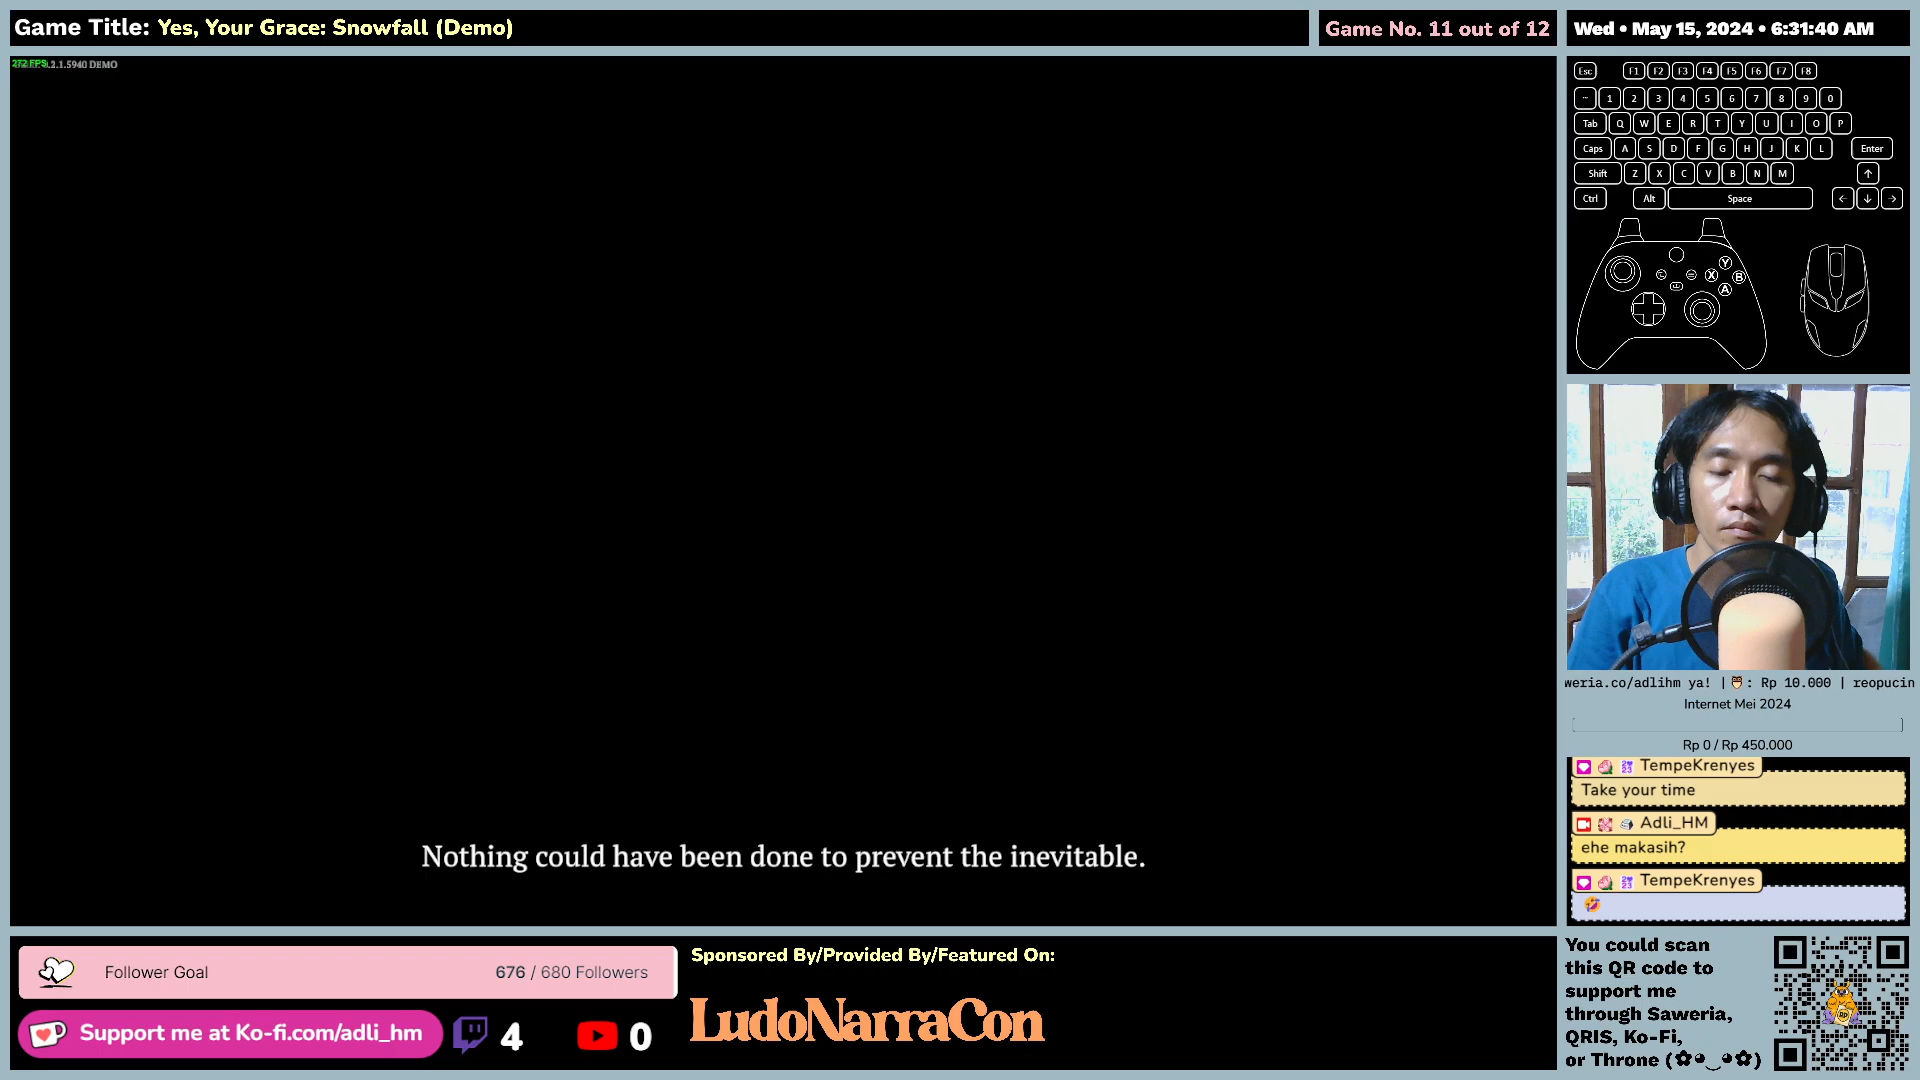 Game Title: Yes, Your Grace: Snowfall (Demo)
Game No. 11 out of 12
Wed • May 15, 2024 • 6:31:40 AM
272 FPS .2.1.5940 DEMO
Esc F1 F2 F3 F4 F5 F6 F7 F8
~ 1 2 3 4 5 6 7 8 9 0
Tab Q W E R T Y U I O P
Caps A S D F G H J K L Enter
Shift Z X C V B N M ↑
Ctrl Alt Space ← ↓ →
Y
X B
A
weria.co/adlihm ya! | : Rp 10.000 | reopucin
Internet Mei 2024
Rp 0 / Rp 450.000
TempeKrenyes
Take your time
Adli_HM
ehe makasih?
TempeKrenyes
🤣
Nothing could have been done to prevent the inevitable.
Follower Goal 676 / 680 Followers
Support me at Ko-fi.com/adli_hm
4
0
Sponsored By/Provided By/Featured On:
LudoNarraCon
You could scan
this QR code to
support me
through Saweria,
QRIS, Ko-Fi,
or Throne (✿◕‿◕✿)